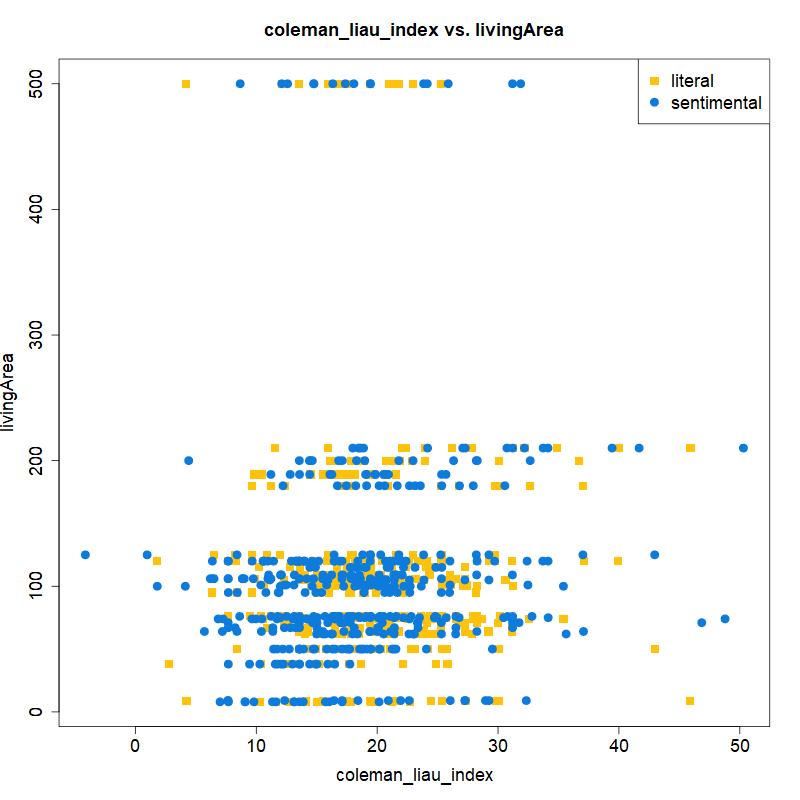 coleman_liau_index vs. livingArea
literal
sentimental
500
400
300
200
100
0
livingArea
0 10 20 30 40 50
coleman_liau_index